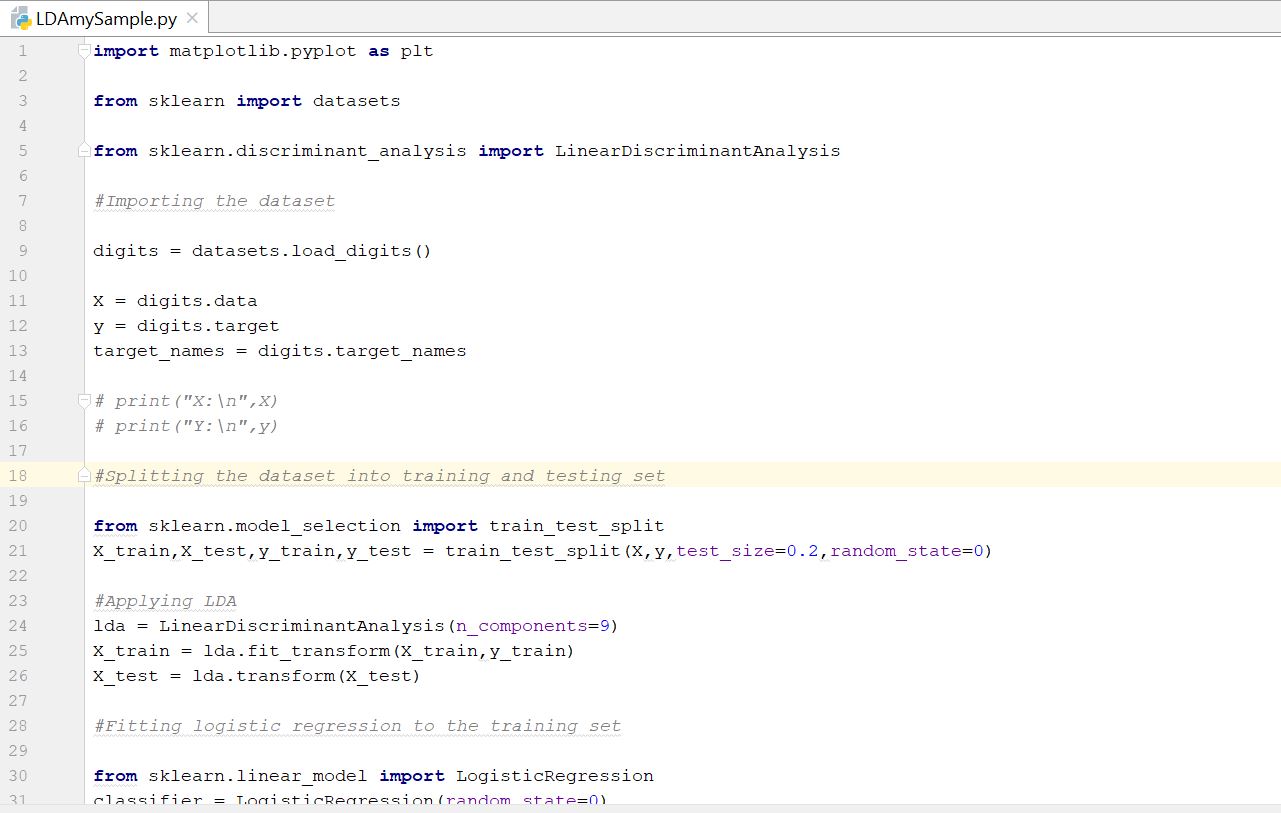 LDAmySample.py
1 import matplotlib.pyplot as plt
2
3 from sklearn import datasets
4
5 from sklearn.discriminant_analysis import LinearDiscriminantAnalysis
6
7 #Importing the dataset
8
9 digits = datasets.load_digits()
10
11 X = digits.data
12 y = digits.target
13 target_names = digits.target_names
14
15 # print("X:\n",X)
16 # print("Y:\n",y)
17
18 #Splitting the dataset into training and testing set
19
20 from sklearn.model_selection import train_test_split
21 X_train,X_test,y_train,y_test = train_test_split(X,y,test_size=0.2,random_state=0)
22
23 #Applying LDA
24 lda = LinearDiscriminantAnalysis(n_components=9)
25 X_train = lda.fit_transform(X_train,y_train)
26 X_test = lda.transform(X_test)
27
28 #Fitting logistic regression to the training set
29
30 from sklearn.linear_model import LogisticRegression
31 classifier = LogisticRegression(random_state=0)